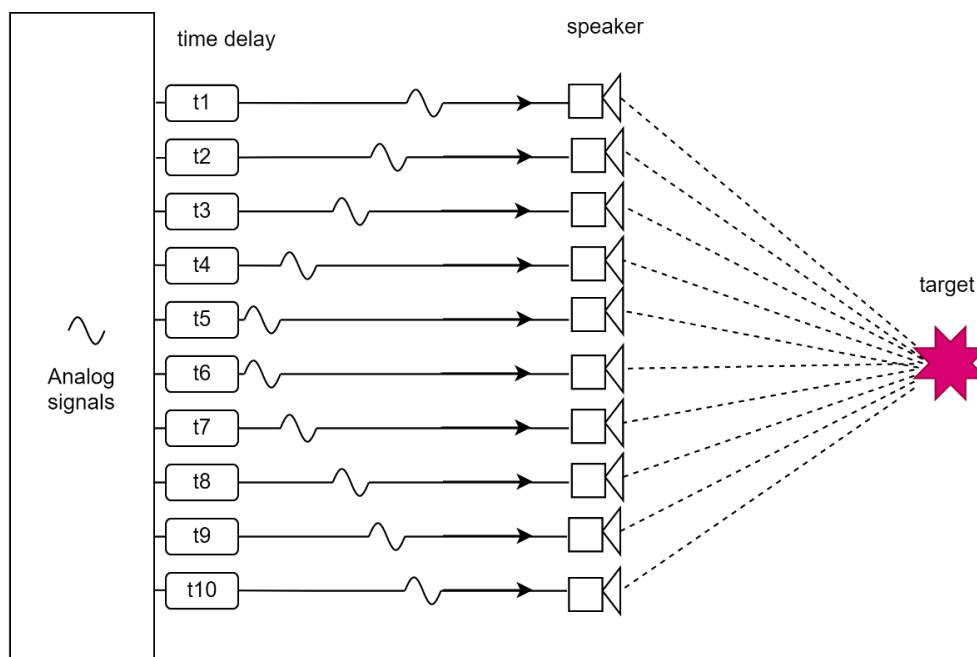 speaker
time delay
t1
t2
t3
t4
target
t5
t6
Analog
signals
t7
t8
t9
t10